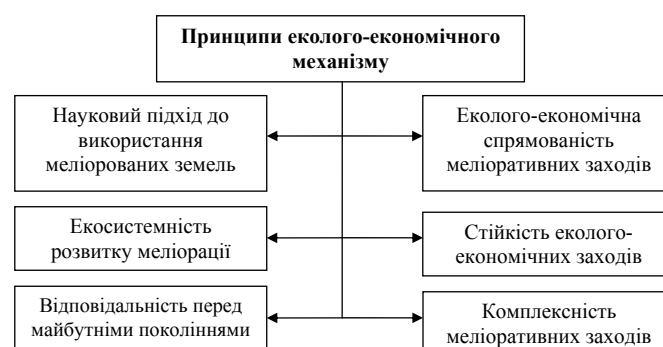 Принципи еколого-економічного
механізму
Науковий підхід до
використання
меліорованих земель
Еколого-економічна
спрямованість
меліоративних заходів
Екосистемність
розвитку меліорації
Стійкість еколого-
економічних заходів
Відповідальність перед
майбутніми поколіннями
Комплексність
меліоративних заходів